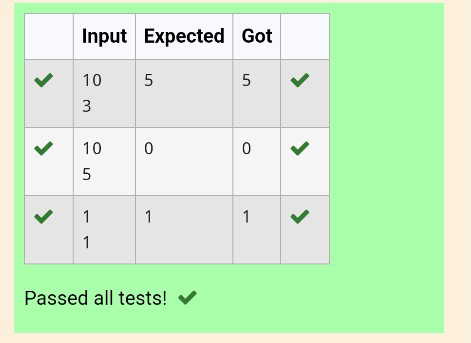 Input Expected Got
10 5 5
3
10 0 0
5
1 1 1
1
Passed all tests!